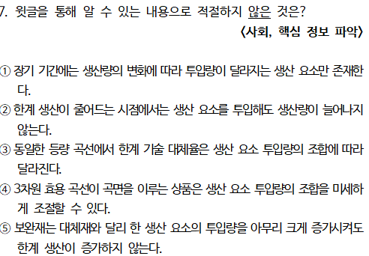 7. 윗글을 통해 알 수 있는 내용으로 적절하지 않은 것은?
<사회, 핵심 정보 파악>
① 장기 기간에는 생산량의 변화에 따라 투입량이 달라지는 생산 요소만 존재한
다.
② 한계 생산이 줄어드는 시점에서는 생산 요소를 투입해도 생산량이 늘어나지
않는다.
③ 동일한 등량 곡선에서 한계 기술 대체율은 생산 요소 투입량의 조합에 따라
달라진다.
④ 3차원 효용 곡선이 곡면을 이루는 상품은 생산 요소 투입량의 조합을 미세하
게 조절할 수 있다.
⑤ 보완재는 대체재와 달리 한 생산 요소의 투입량을 아무리 크게 증가시켜도
한계 생산이 증가하지 않는다.